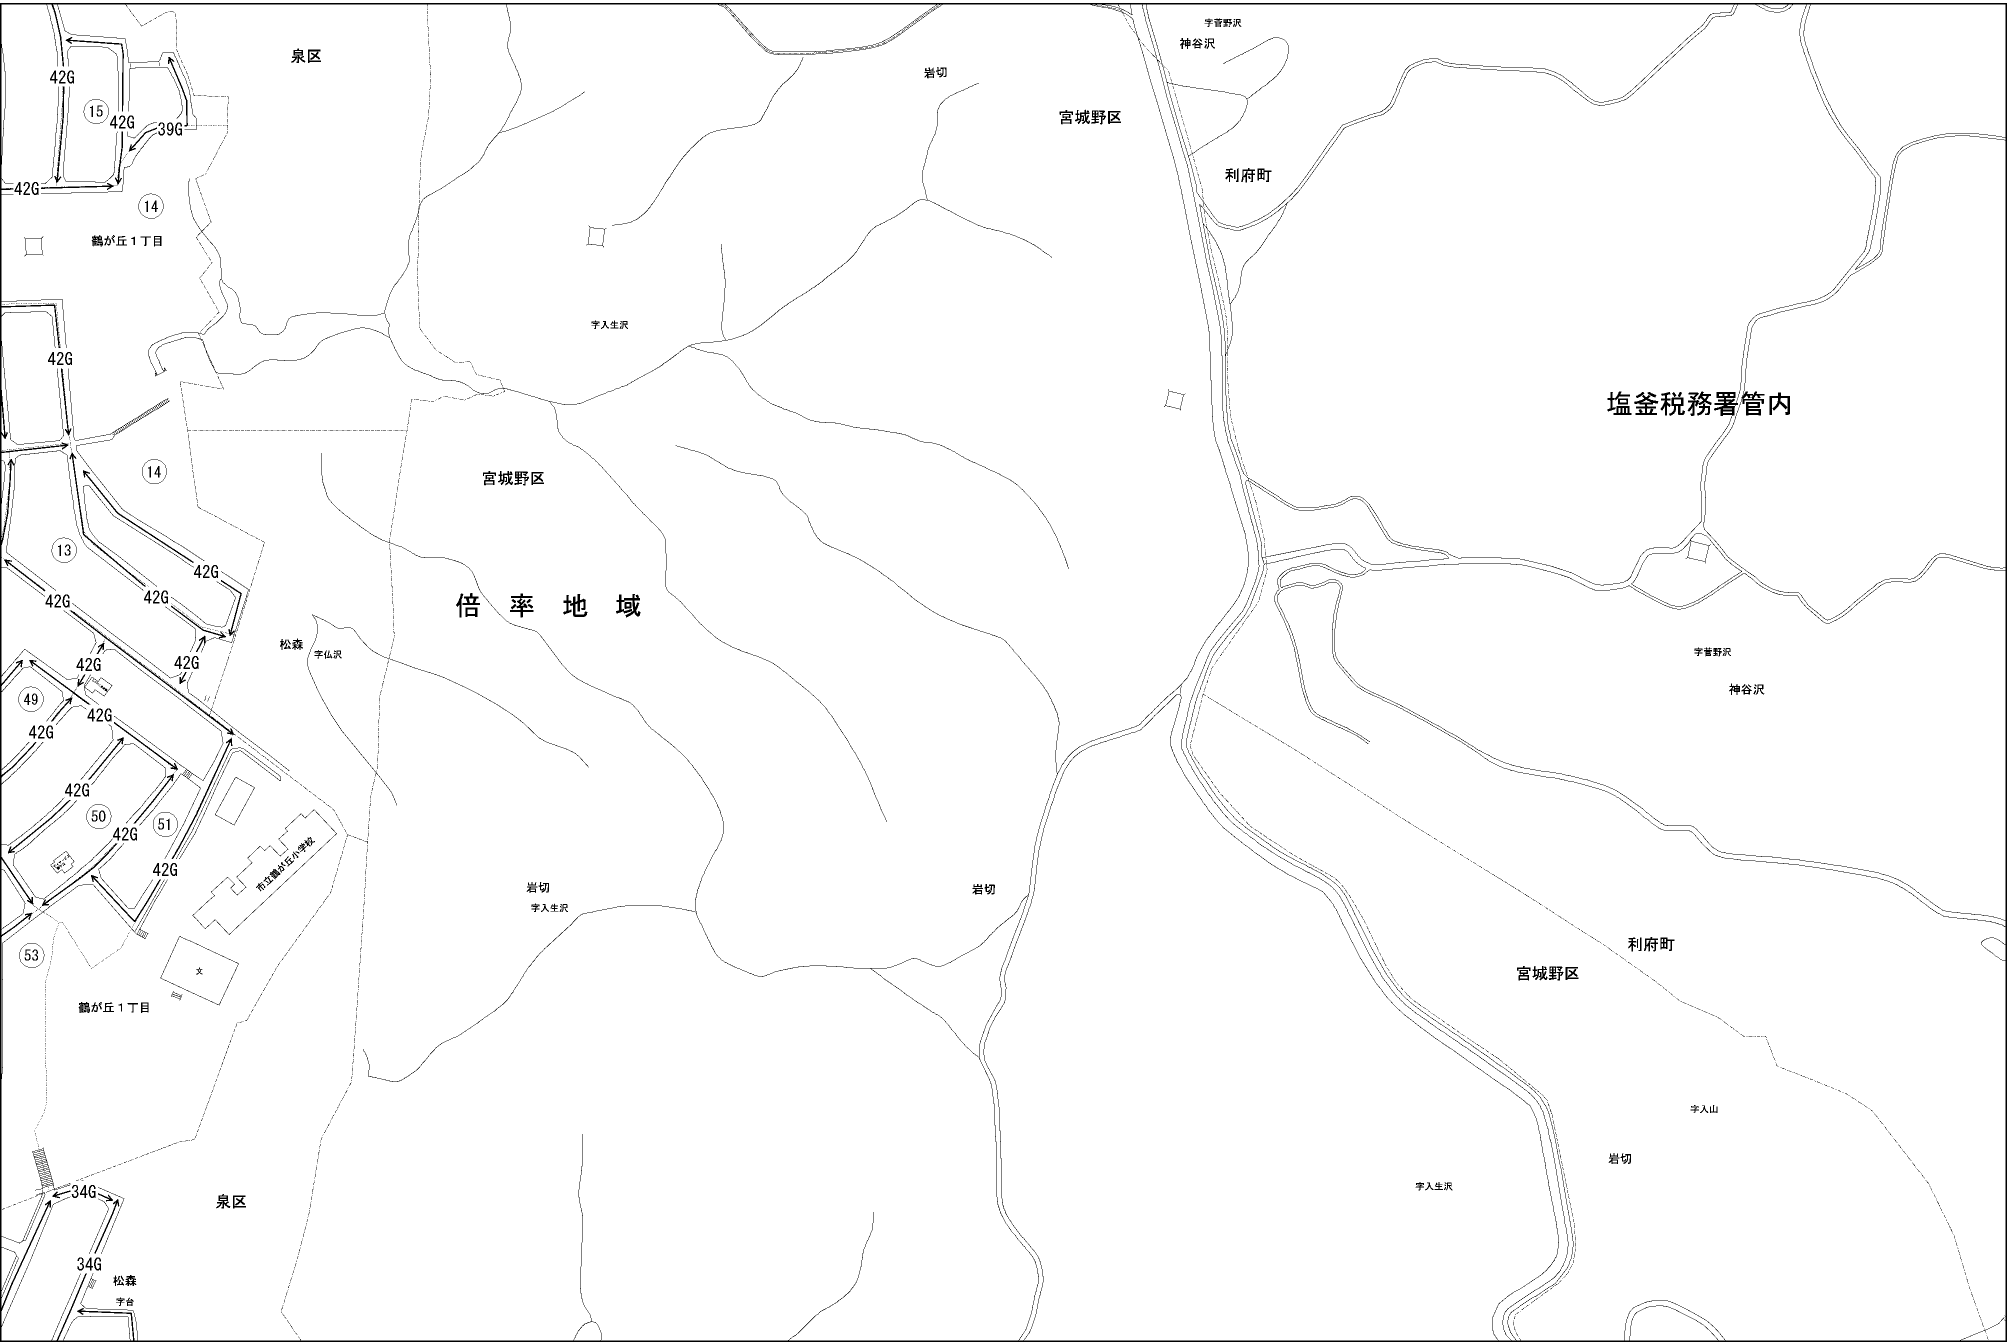 字菅野沢
神谷沢
泉区
岩切
42G
15
42G
39G
宮城野区
利府町
42G
14
鶴が丘1丁目
字入生沢
42G
塩釜税務署管内
14
宮城野区
13
42G
42G
42G
倍率地域
松森
字仏沢
42G
42G
字菅野沢
神谷沢
49
42G
42G
42G
50
51
42G
42G
市立鶴が丘小学校
岩切
字入生沢
岩切
利府町
53
文
宮城野区
鶴が丘1丁目
字入山
岩切
字入生沢
34G
泉区
34G
松森
字台